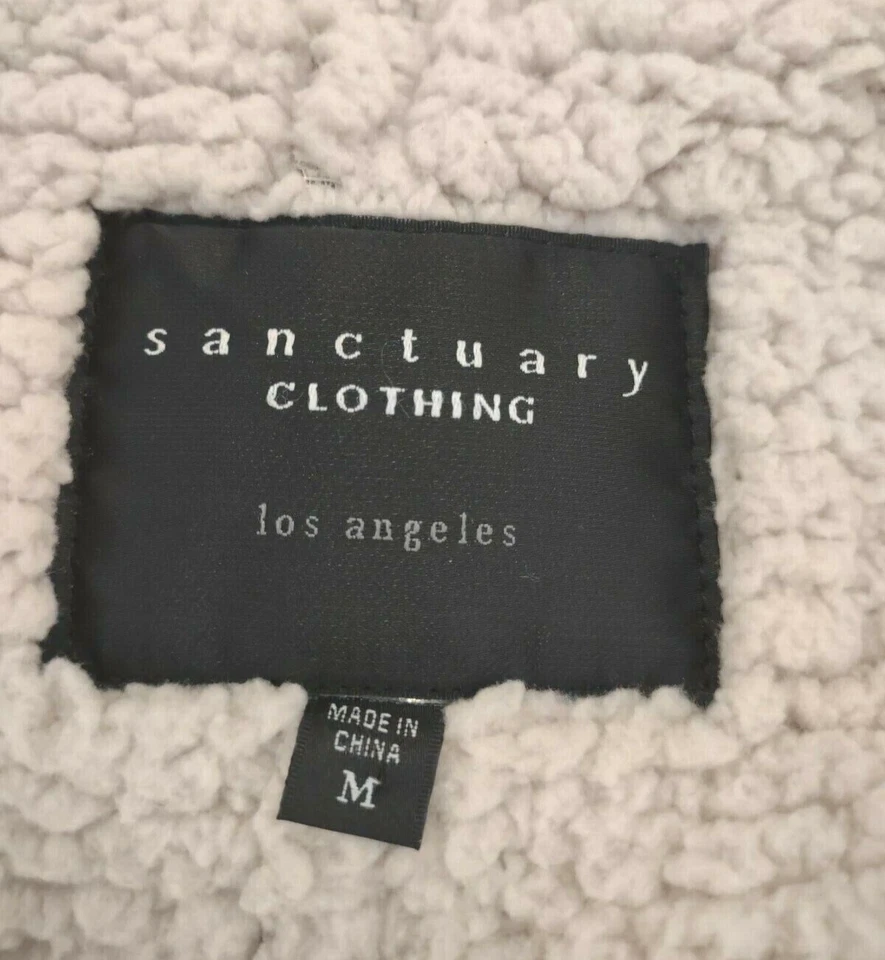 sanctuary
CLOTHING
los angeles
MADE IN
CHINA
M